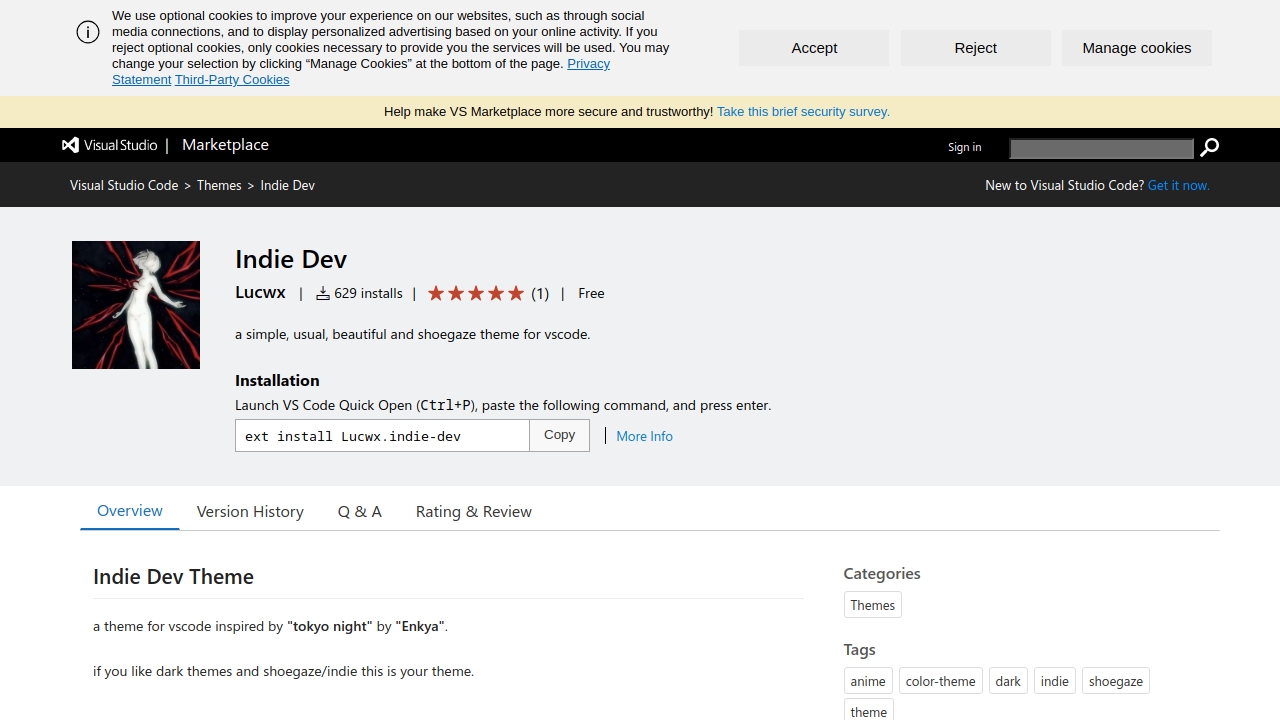 We use optional cookies to improve your experience on our websites, such as through social
media connections, and to display personalized advertising based on your online activity. If you
reject optional cookies, only cookies necessary to provide you the services will be used. You may
change your selection by clicking “Manage Cookies” at the bottom of the page. Privacy
Statement Third-Party Cookies
Accept
Reject
Manage cookies
Help make VS Marketplace more secure and trustworthy! Take this brief security survey.
Visual Studio | Marketplace
Sign in
Visual Studio Code > Themes > Indie Dev
New to Visual Studio Code? Get it now.
Indie Dev
Lucwx | 629 installs | (1) | Free
a simple, usual, beautiful and shoegaze theme for vscode.
Installation
Launch VS Code Quick Open (Ctrl+P), paste the following command, and press enter.
ext install Lucwx.indie-dev
Copy
More Info
Overview
Version History
Q & A
Rating & Review
Indie Dev Theme
a theme for vscode inspired by "tokyo night" by "Enkya".
if you like dark themes and shoegaze/indie this is your theme.
Categories
Themes
Tags
anime
color-theme
dark
indie
shoegaze
theme